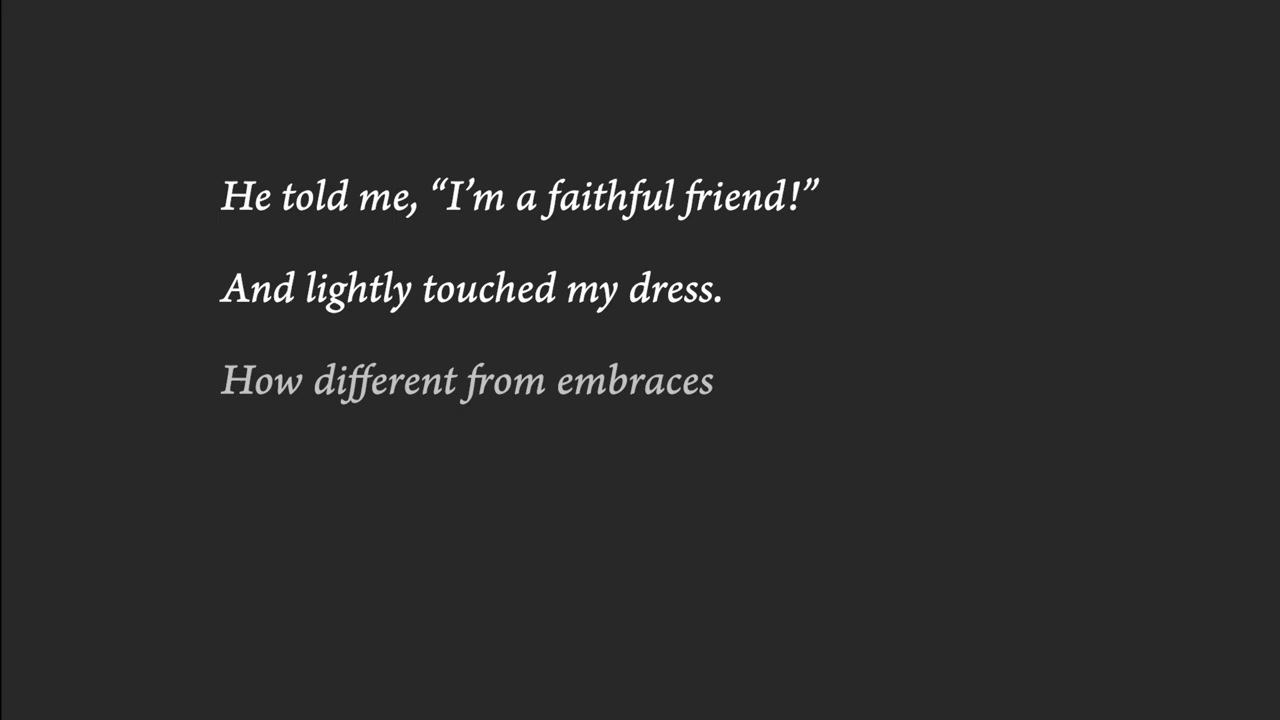 He told me, “I’m a faithful friend!”
And lightly touched my dress.
How different from embraces